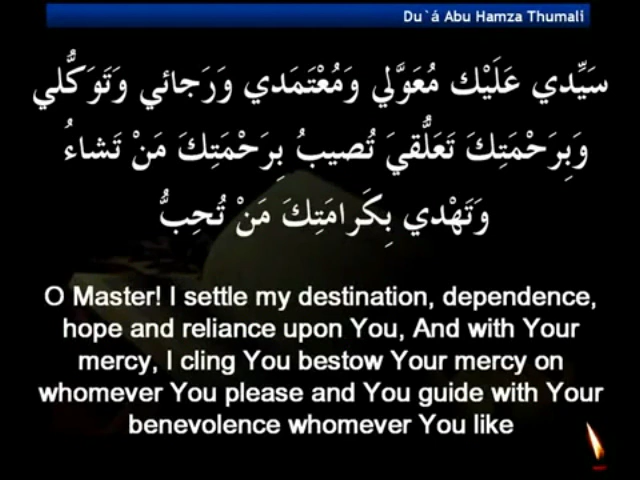 Du`á Abu Hamza Thumali
سَيِّدي عَلَيْك مُعَوَّلي وَمُعْتَمَدي وَرَجائي وَتَوَكُّلي
وَبِرَحْمَتِكَ تَعَلُّقيَ تُصيبُ بِرَحْمَتِكَ مَنْ تَشاءُ
وَتَهْدي بِكَرامَتِكَ مَنْ تُحِبُّ
O Master! I settle my destination, dependence,
hope and reliance upon You, And with Your
mercy, I cling You bestow Your mercy on
whomever You please and You guide with Your
benevolence whomever You like